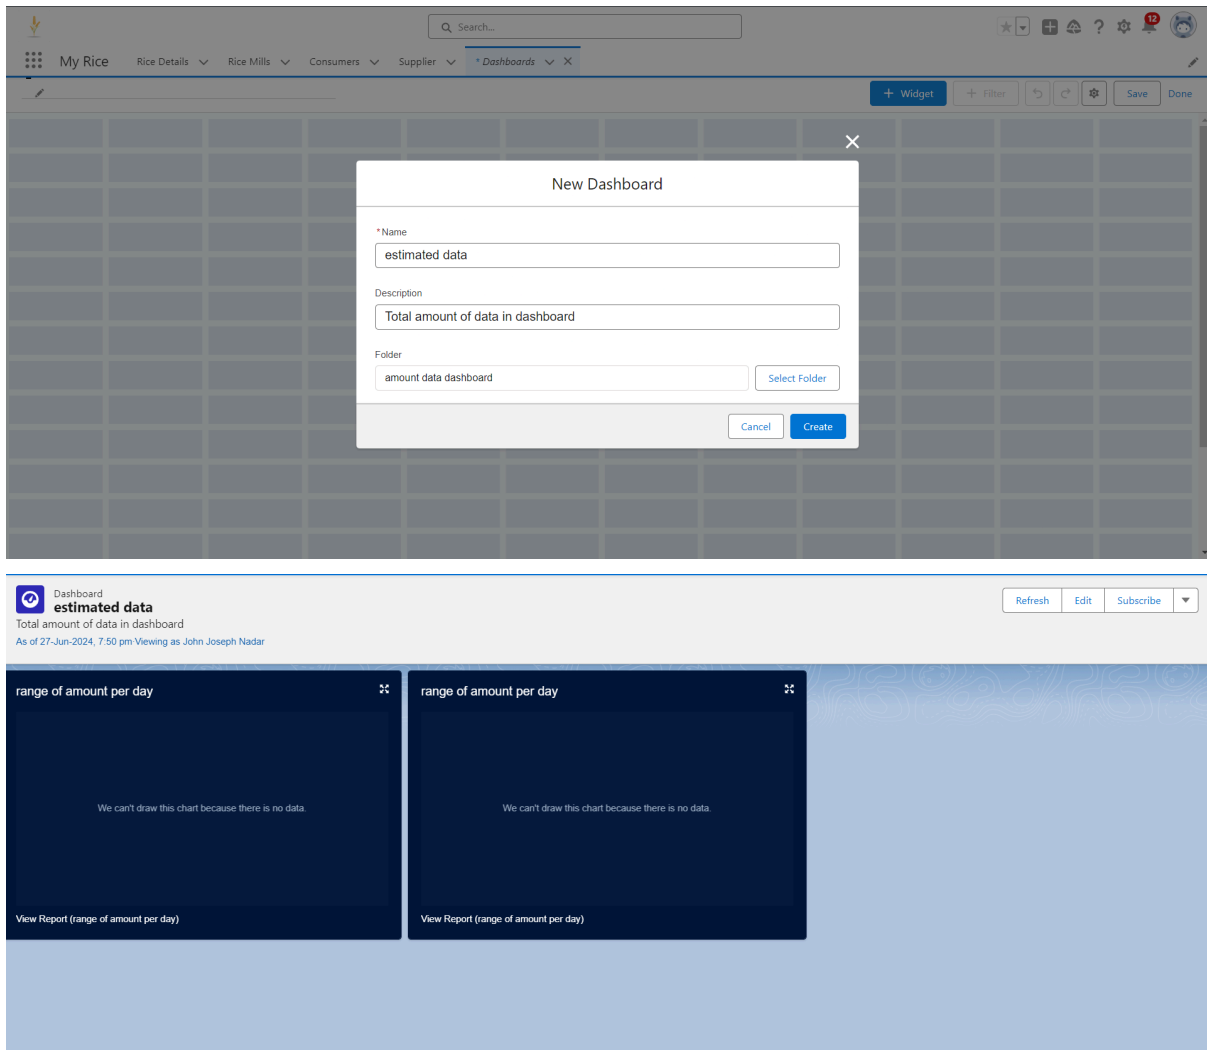 Search...
12
My Rice Rice Details Rice Mills Consumers Supplier * Dashboards
+ Widget + Filter Save Done
New Dashboard
*Name
estimated data
Description
Total amount of data in dashboard
Folder
amount data dashboard Select Folder
Cancel Create
Dashboard
estimated data
Refresh Edit Subscribe
Total amount of data in dashboard
As of 27-Jun-2024, 7:50 pm·Viewing as John Joseph Nadar
range of amount per day range of amount per day
We can't draw this chart because there is no data. We can't draw this chart because there is no data.
View Report (range of amount per day) View Report (range of amount per day)